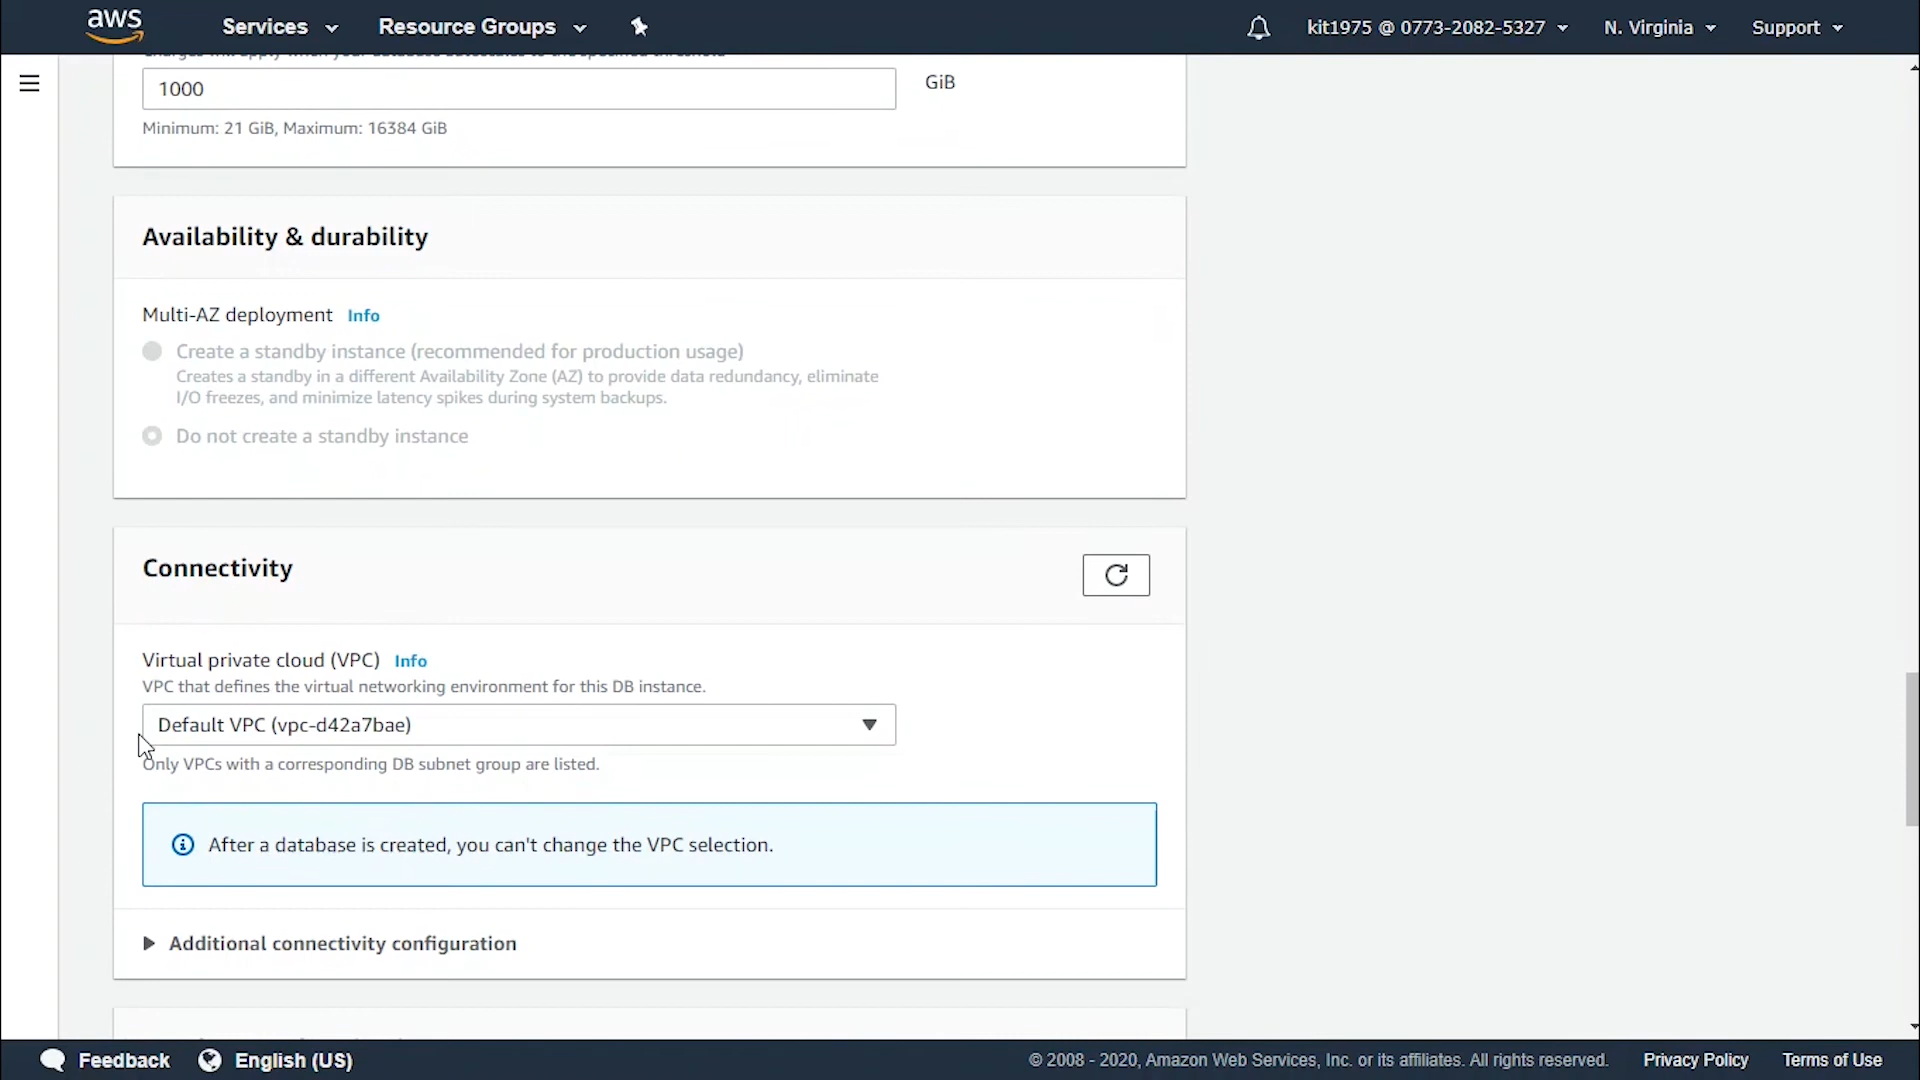 aws
Services
Resource Groups
kit1975 @ 0773-2082-5327
N. Virginia
Support
1000
GiB
Minimum: 21 GiB, Maximum: 16384 GiB
Availability & durability
Multi-AZ deployment Info
Create a standby instance (recommended for production usage)
Creates a standby in a different Availability Zone (AZ) to provide data redundancy, eliminate
I/O freezes, and minimize latency spikes during system backups.
Do not create a standby instance
Connectivity
Virtual private cloud (VPC) Info
VPC that defines the virtual networking environment for this DB instance.
Default VPC (vpc-d42a7bae)
Only VPCs with a corresponding DB subnet group are listed.
After a database is created, you can't change the VPC selection.
Additional connectivity configuration
Feedback
English (US)
© 2008 - 2020, Amazon Web Services, Inc. or its affiliates. All rights reserved.
Privacy Policy
Terms of Use